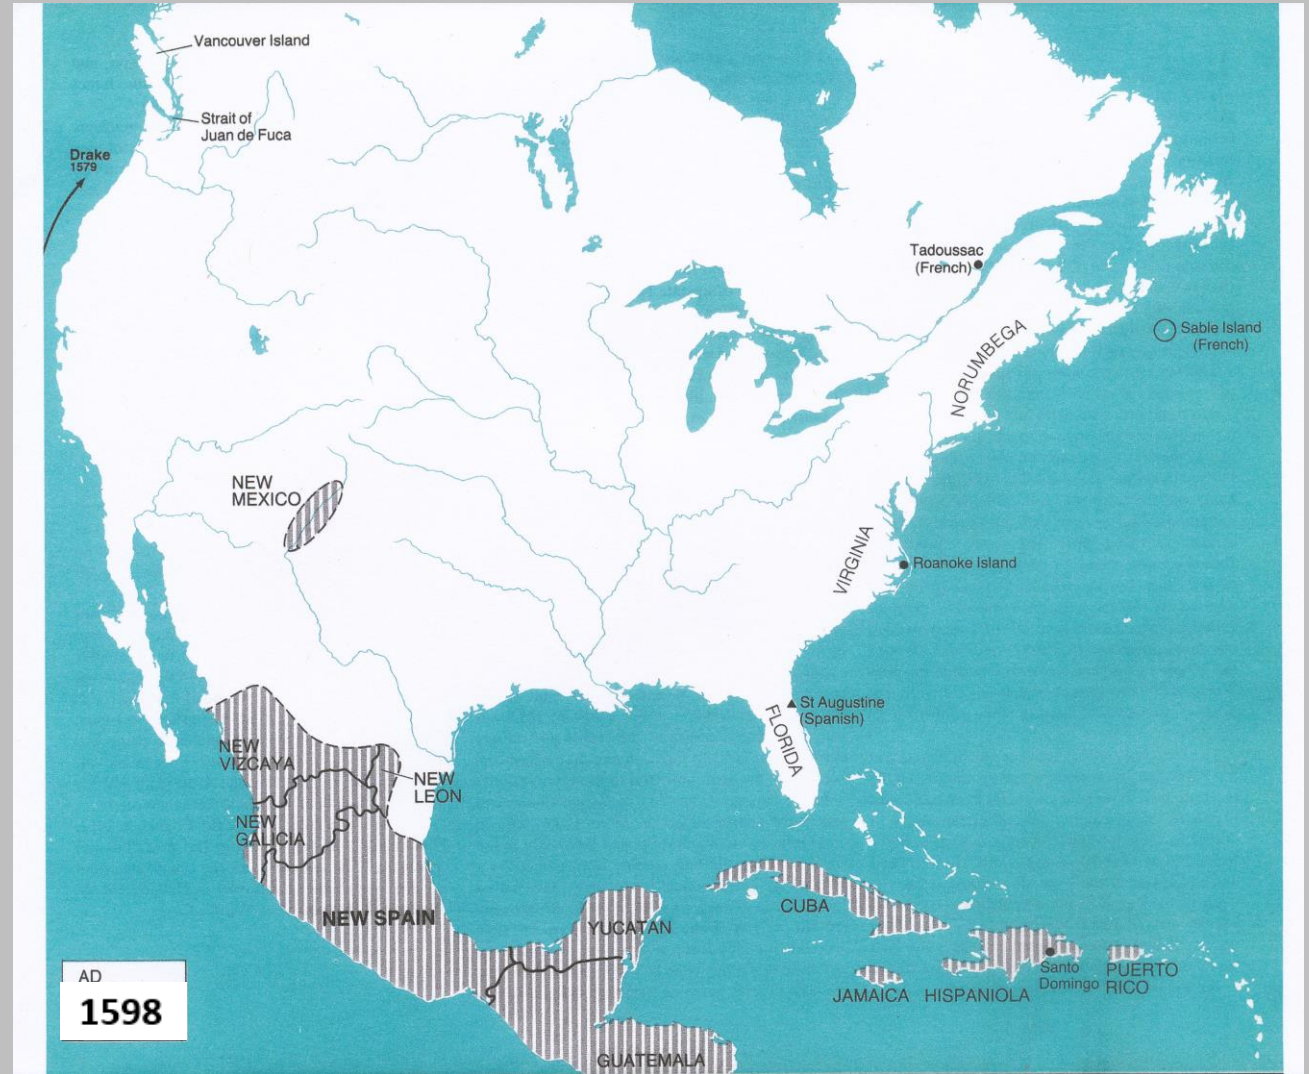 Vancouver Island
Strait of
Juan de Fuca
Drake
1579
Tadoussac
(French)
Sable Island
(French)
NORUMBEGA
NEW
MEXICO
VIRGINIA
Roanoke Island
St Augustine
(Spanish)
FLORIDA
NEW
VIZCAYA
NEW
LEON
NEW
GALICIA
NEW SPAIN
YUCATAN
CUBA
Santo
Domingo
PUERTO
RICO
JAMAICA
HISPANIOLA
GUATEMALA
AD
1598